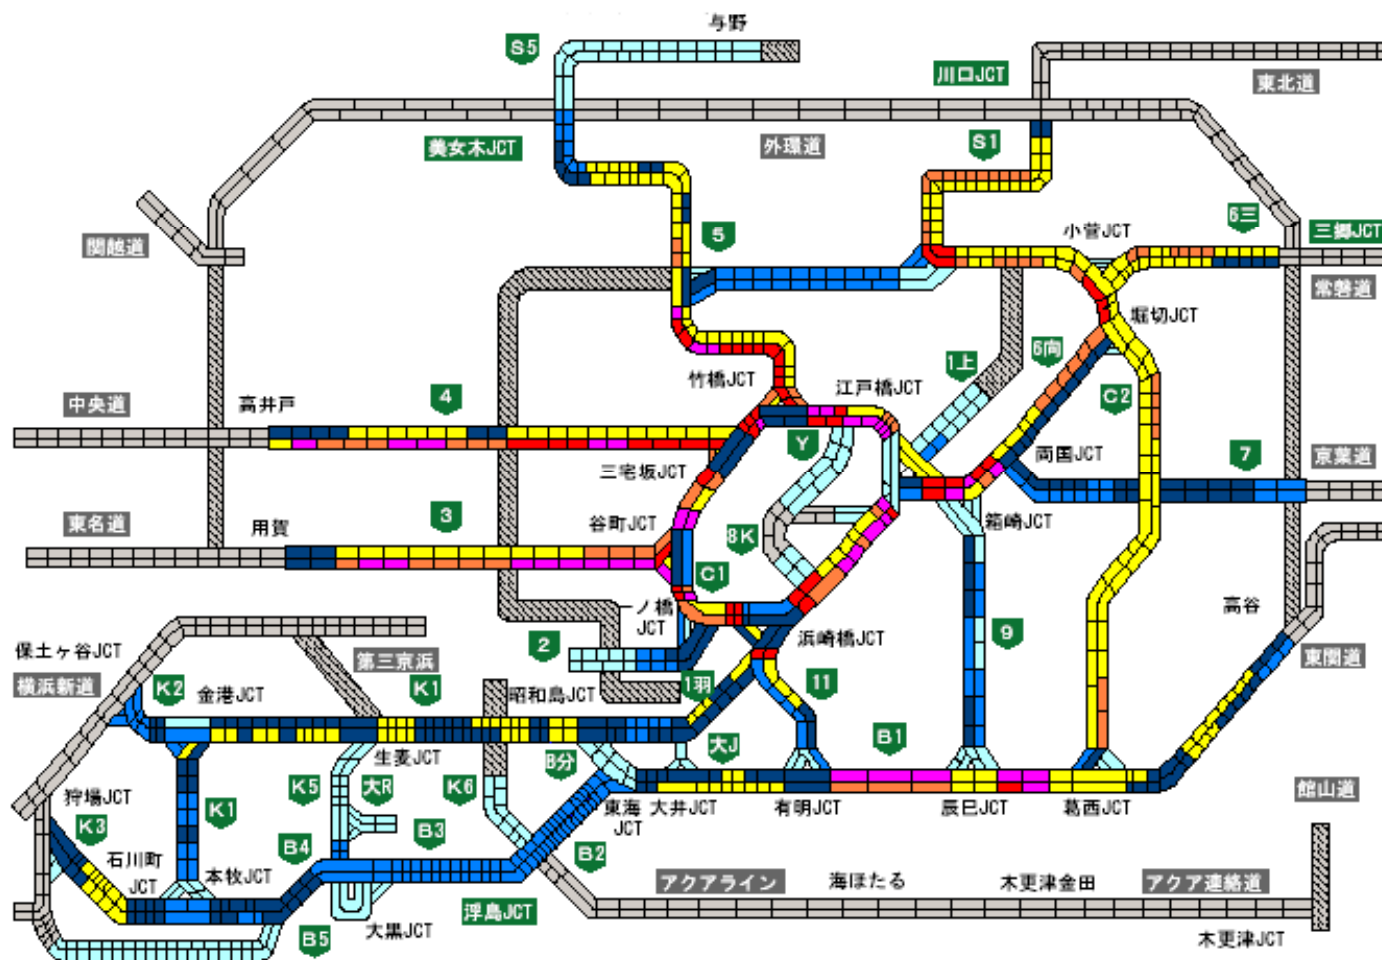 与野
S5
川口JCT
東北道
美女木JCT
外環道
S1
6三
三郷JCT
小菅JCT
関越道
5
常磐道
堀切JCT
1上
6向
竹橋JCT
江戸橋JCT
C2
中央道
高井戸
4
Y
両国JCT
7
京葉道
三宅坂JCT
東名道
用賀
3
谷町JCT
箱崎JCT
8K
C1
一ノ橋
JCT
9
高谷
2
浜崎橋JCT
保土ヶ谷JCT
第三京浜
東関道
横浜新道
K2
金港JCT
K1
昭和島JCT
1羽
11
生麦JCT
B分
大J
B1
狩場JCT
K5
大R
K6
東海
JCT
大井JCT
有明JCT
辰巳JCT
葛西JCT
館山道
K3
K1
B3
石川町
JCT
B4
B2
本牧JCT
アクアライン
海ほたる
木更津金田
アクア連絡道
浮島JCT
B5
大黒JCT
木更津JCT